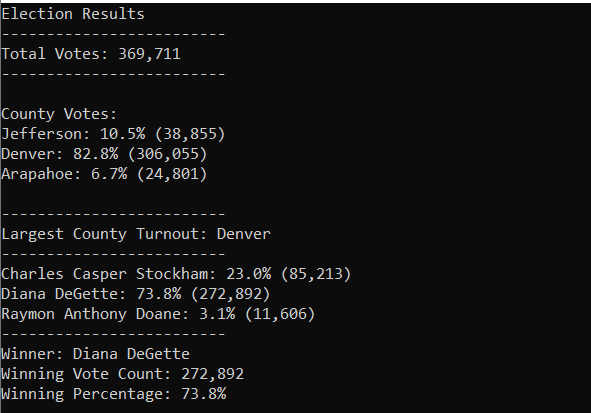 Election Results
-------------------------
Total Votes: 369,711
-------------------------
County Votes:
Jefferson: 10.5% (38,855)
Denver: 82.8% (306,055)
Arapahoe: 6.7% (24,801)
-------------------------
Largest County Turnout: Denver
-------------------------
Charles Casper Stockham: 23.0% (85,213)
Diana DeGette: 73.8% (272,892)
Raymon Anthony Doane: 3.1% (11,606)
-------------------------
Winner: Diana DeGette
Winning Vote Count: 272,892
Winning Percentage: 73.8%